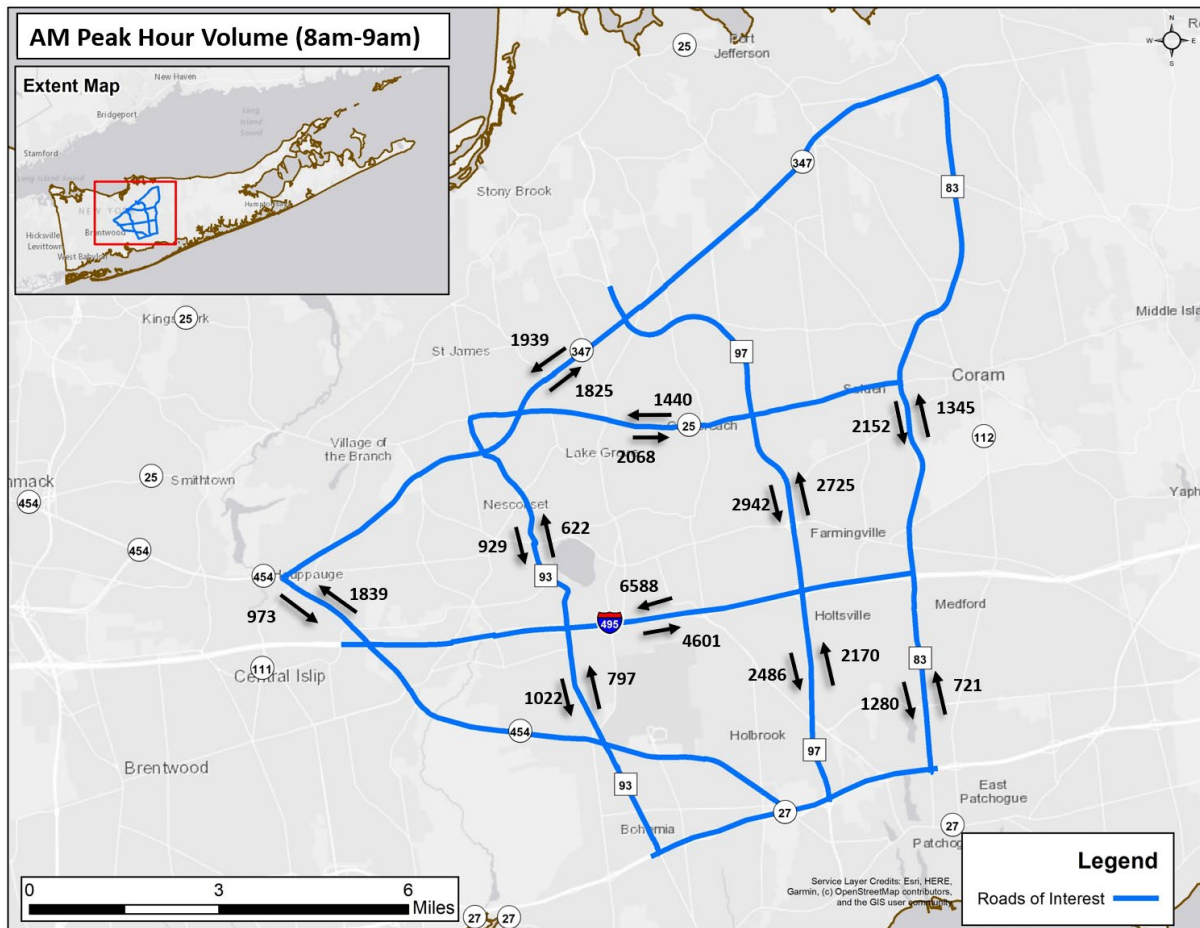 AM Peak Hour Volume (8am-9am)
Extent Map
New Haven
Bridgeport
Long
Island
Sound
Stamford
Long Island Sound
NEW YO
Hicksville
Levittown
Brentwood
West Babylon
25
Port
Jefferson
N
W
E
S
347
83
Stony Brook
Middle Isla
25
Kings Park
St James
1939
347
1825
97
1440
25
2068
Lake Grove
Selden
Coram
2152
1345
112
Village of
the Branch
25
Smithtown
mmack
454
454
Yaph
2942
2725
Farmingville
Nesconset
929
622
93
454
Hauppauge
973
1839
6588
495
4601
Holtsville
Medford
111
Central Islip
1022
797
2486
2170
83
1280
721
454
Holbrook
97
Brentwood
93
Bohemia
27
East
Patchogue
27
Patchog
0
3
6
Miles
27
27
Service Layer Credits: Esri, HERE,
Garmin, (c) OpenStreetMap contributors,
and the GIS user community
Legend
Roads of Interest